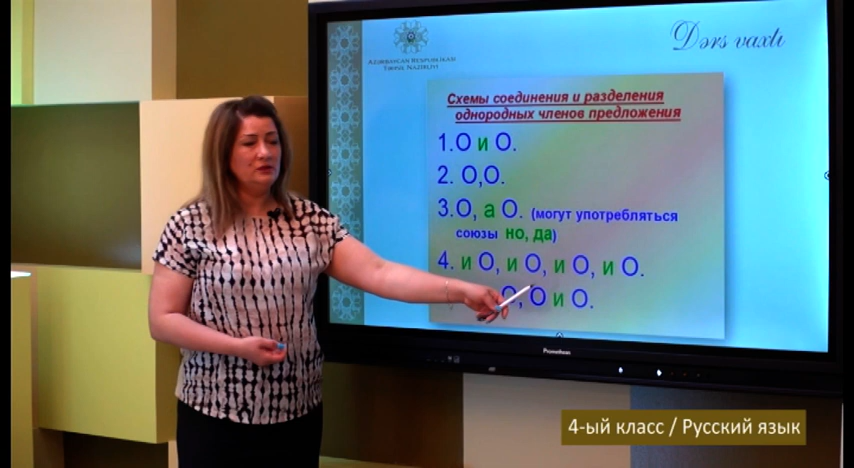 AZƏRBAYCAN RESPUBLİKASI
TƏHSİL NAZİRLİYİ
Dərs vaxtı
Схемы соединения и разделения
однородных членов предложения
1.О и О.
2. О,О.
3.О, а О. (могут употребляться
союзы но, да)
4. и О, и О, и О, и О.
О, О и О.
Promethean
4-ый класс / Русский язык